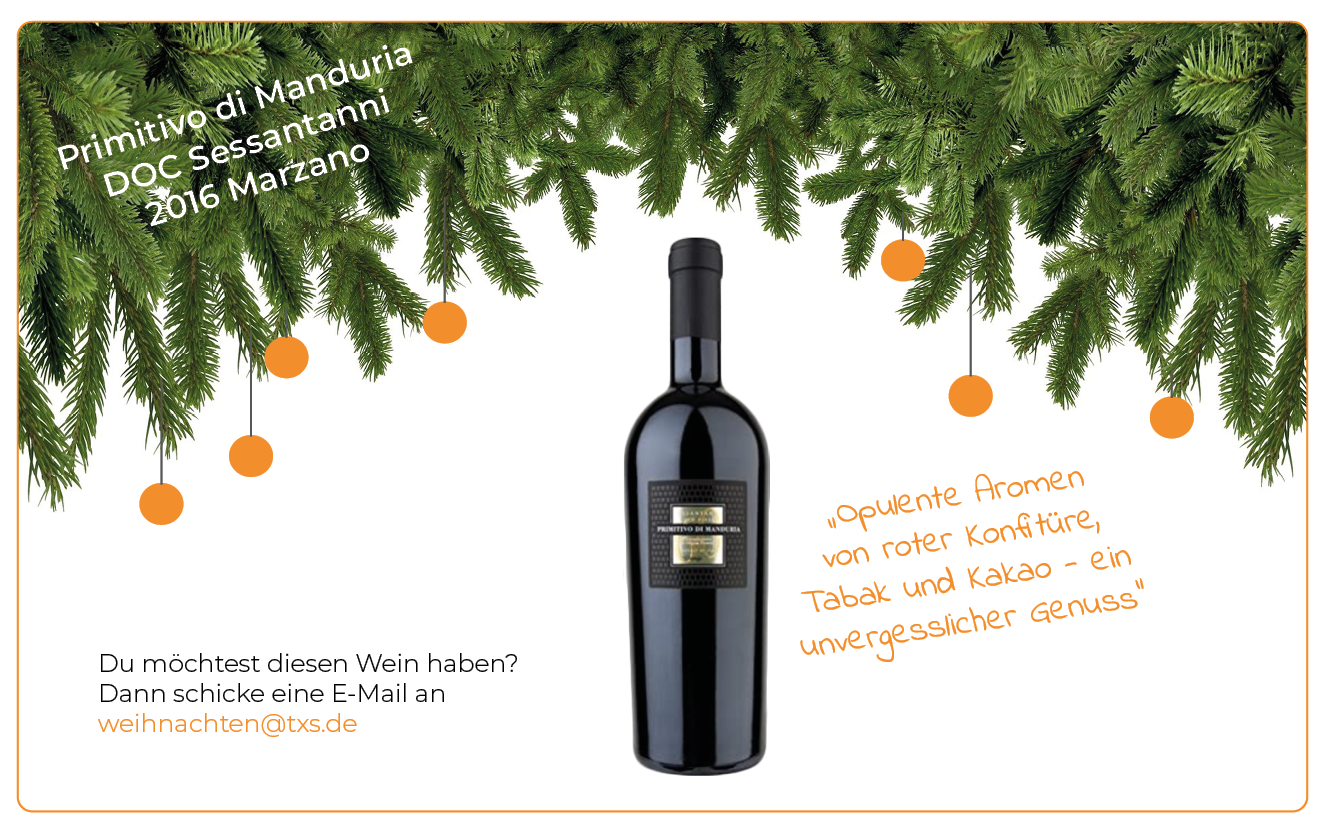 Primitivo di Manduria
DOC Sessantanni
2016 Marzano
PRIMITIVO DI MANDURIA
„Opulente Aromen
von roter Konfitüre,
Tabak und Kakao - ein
unvergesslicher Genuss"
Du möchtest diesen Wein haben?
Dann schicke eine E-Mail an
weihnachten@txs.de